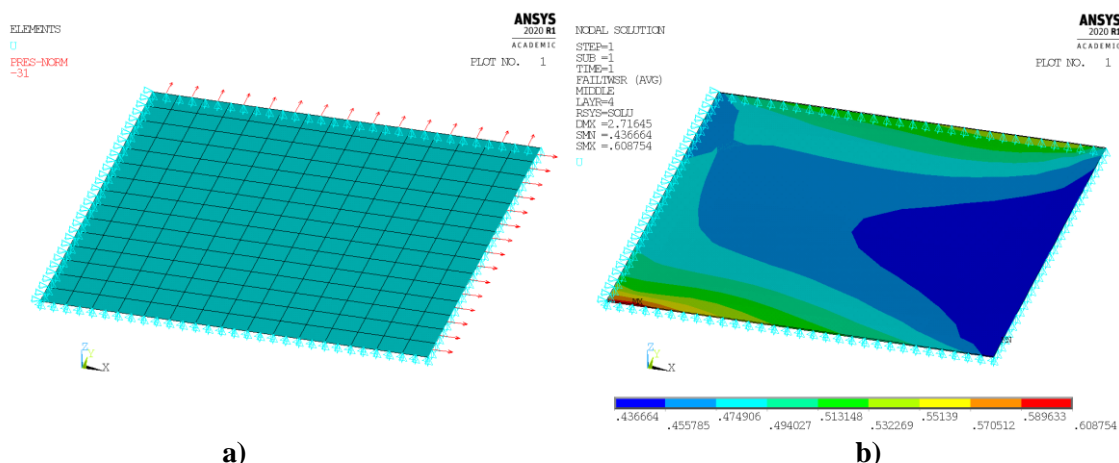 ELEMENTS
U
PRES-NORM
-31
ANSYS
2020 R1
ACADEMIC
PLOT NO. 1
Z
Y
X
a)
NODAL SOLUTION
STEP=1
SUB =1
TIME=1
FAILTWSR (AVG)
MIDDLE
LAYR=4
RSYS=SOLU
DMX =2.71645
SMN =.436664
SMX =.608754
U
ANSYS
2020 R1
ACADEMIC
PLOT NO. 1
Z
Y
X
.436664 .474906 .513148 .55139 .589633
.455785 .494027 .532269 .570512 .608754
b)